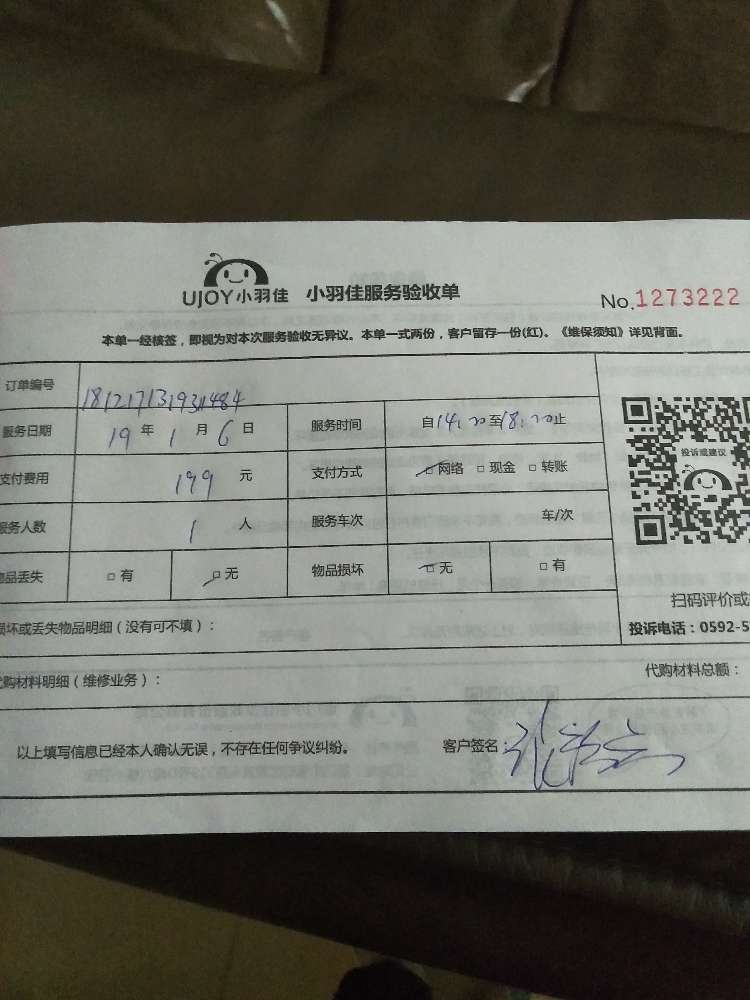 UJOY小羽佳 小羽佳服务验收单 No.1273222
本单一经核签，即视为对本次服务验收无异议。本单一式两份，客户留存一份(红)。《维保须知》详见背面。
订单编号
服务日期 19 年 1 月 6 日 服务时间 自14:20至18:20止
支付费用 199 元 支付方式 □网络 □现金 □转账
服务人数 1 人 服务车次 车/次
物品丢失 □有 □无 物品损坏 □无 □有
投诉或建议
扫码评价或
投诉电话：0592-5
损坏或丢失物品明细（没有可不填）：
代购材料明细（维修业务）： 代购材料总额：
以上填写信息已经本人确认无误，不存在任何争议纠纷。 客户签名：